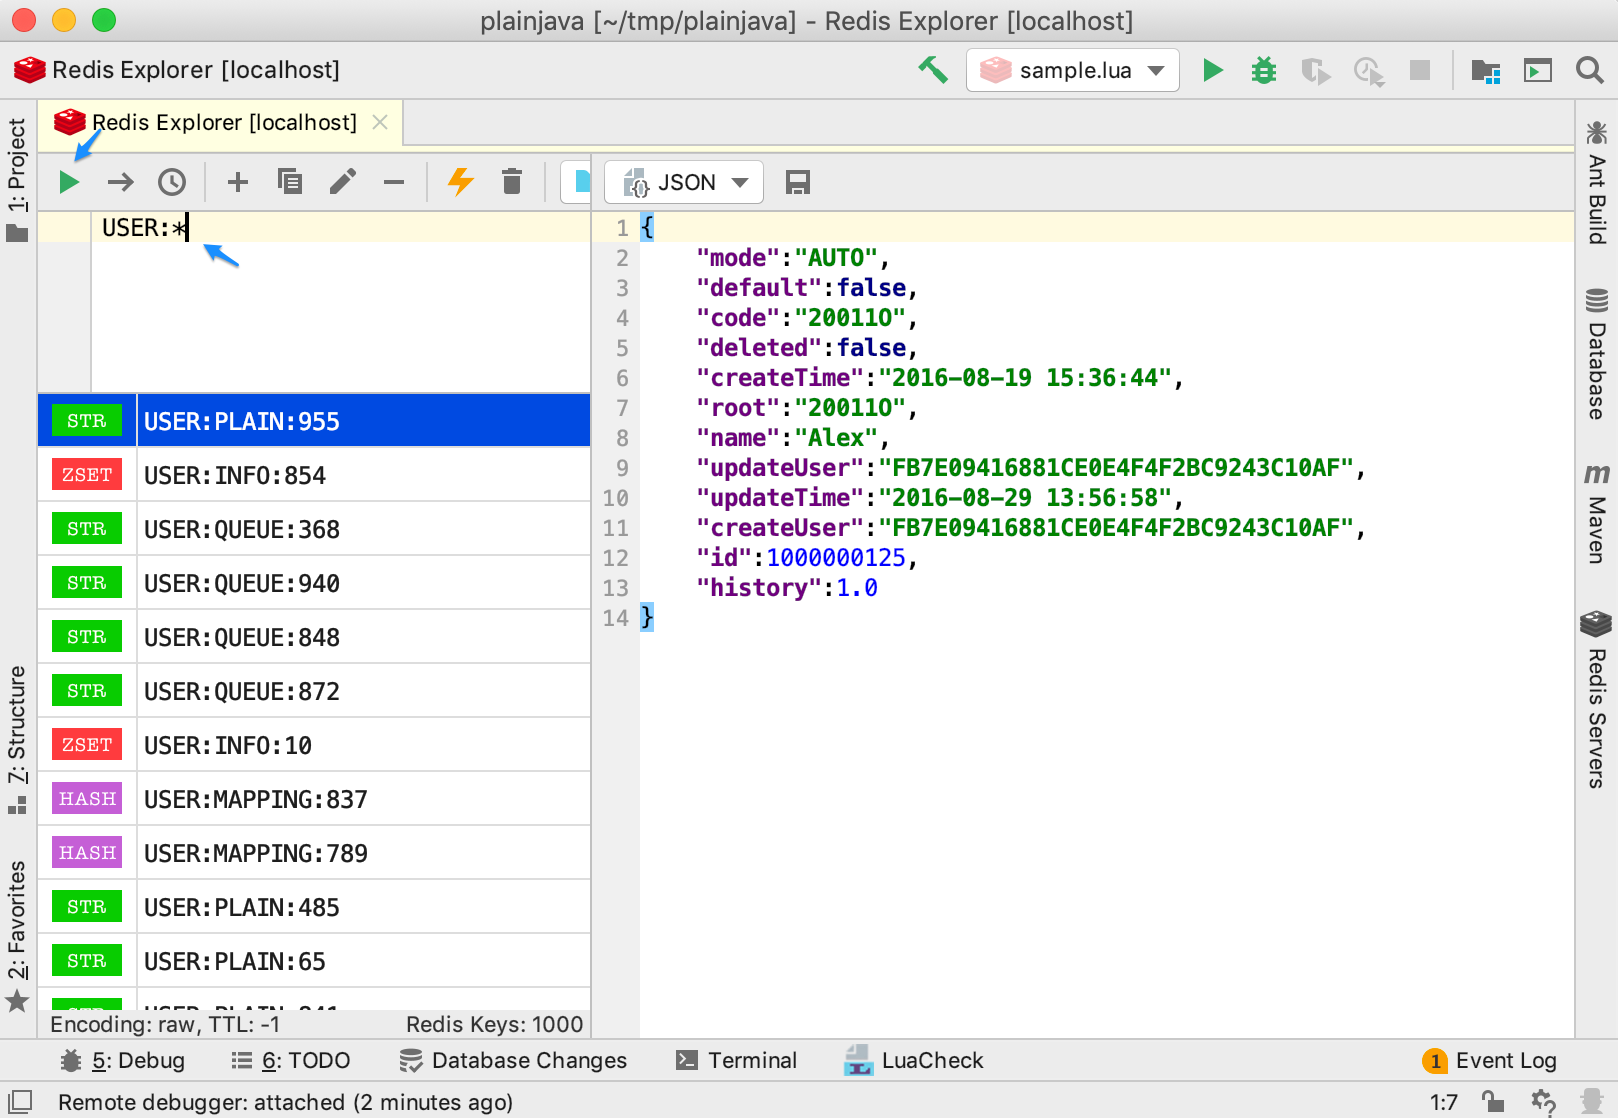 plainjava [~/tmp/plainjava] - Redis Explorer [localhost]
Redis Explorer [localhost]
sample.lua
Redis Explorer [localhost]
1: Project
7: Structure
2: Favorites
JSON
USER:*
STR USER:PLAIN:955
ZSET USER:INFO:854
STR USER:QUEUE:368
STR USER:QUEUE:940
STR USER:QUEUE:848
STR USER:QUEUE:872
ZSET USER:INFO:10
HASH USER:MAPPING:837
HASH USER:MAPPING:789
STR USER:PLAIN:485
STR USER:PLAIN:65
Encoding: raw, TTL: -1 Redis Keys: 1000
1 {
2 "mode":"AUTO",
3 "default":false,
4 "code":"20011O",
5 "deleted":false,
6 "createTime":"2016-08-19 15:36:44",
7 "root":"20011O",
8 "name":"Alex",
9 "updateUser":"FB7E09416881CE0E4F4F2BC9243C10AF",
10 "updateTime":"2016-08-29 13:56:58",
11 "createUser":"FB7E09416881CE0E4F4F2BC9243C10AF",
12 "id":1000000125,
13 "history":1.0
14 }
Ant Build
Database
m Maven
Redis Servers
5: Debug 6: TODO Database Changes Terminal LuaCheck 1 Event Log
Remote debugger: attached (2 minutes ago) 1:7